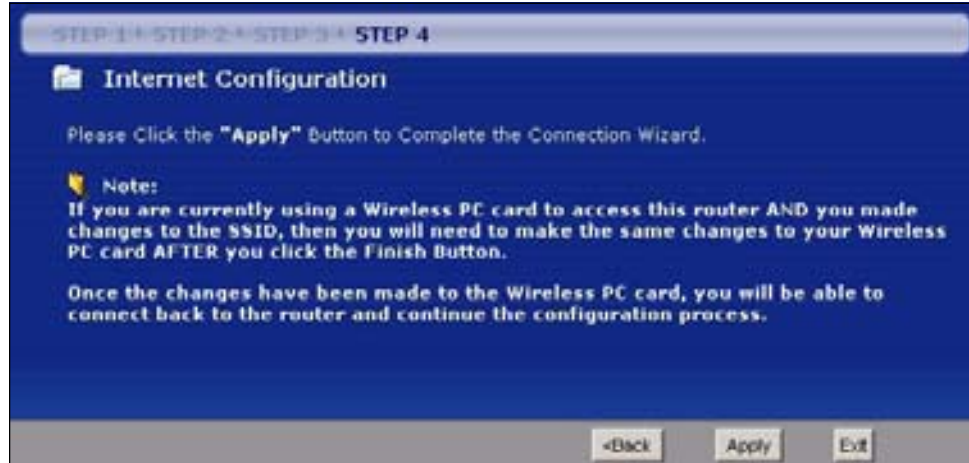 STEP 1 STEP 2 STEP 3 STEP 4
Internet Configuration
Please Click the "Apply" Button to Complete the Connection Wizard.
Note:
If you are currently using a Wireless PC card to access this router AND you made
changes to the SSID, then you will need to make the same changes to your Wireless
PC card AFTER you click the Finish Button.
Once the changes have been made to the Wireless PC card, you will be able to
connect back to the router and continue the configuration process.
<Back Apply Exit